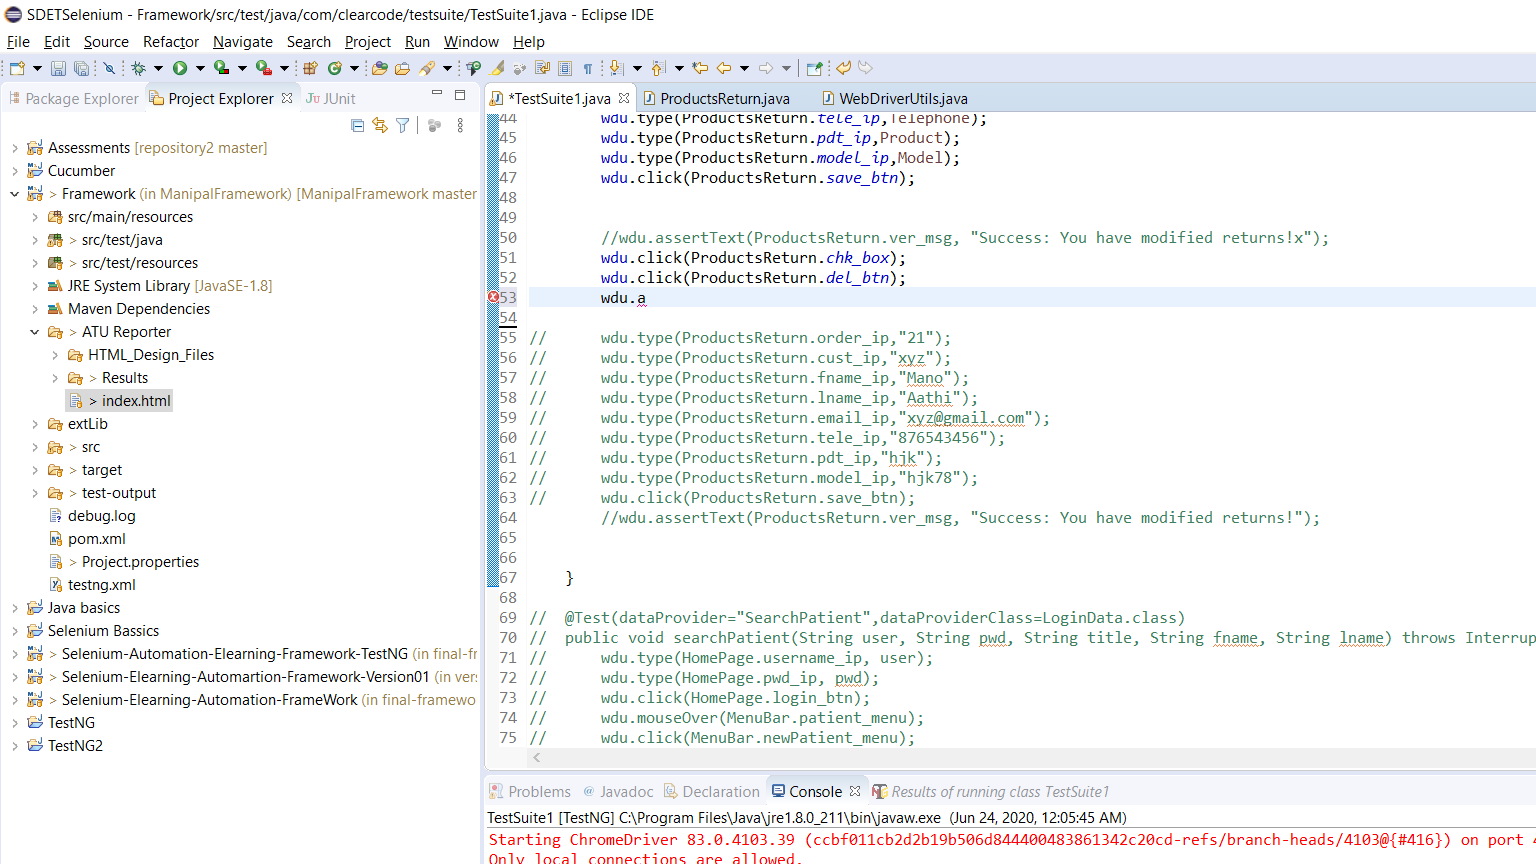 SDETSelenium - Framework/src/test/java/com/clearcode/testsuite/TestSuite1.java - Eclipse IDE
File Edit Source Refactor Navigate Search Project Run Window Help
Package Explorer Project Explorer JUnit
Assessments [repository2 master]
Cucumber
> Framework (in ManipalFramework) [ManipalFramework master
src/main/resources
> src/test/java
> src/test/resources
JRE System Library [JavaSE-1.8]
Maven Dependencies
> ATU Reporter
HTML_Design_Files
> Results
> index.html
extLib
> src
> target
> test-output
debug.log
pom.xml
> Project.properties
testng.xml
Java basics
Selenium Bassics
> Selenium-Automation-Elearning-Framework-TestNG (in final-fr
> Selenium-Elearning-Automartion-Framework-Version01 (in ver
> Selenium-Elearning-Automation-FrameWork (in final-framewo
TestNG
TestNG2
*TestSuite1.java ProductsReturn.java WebDriverUtils.java
44 wdu.type(ProductsReturn.tele_ip,Telephone);
45 wdu.type(ProductsReturn.pdt_ip,Product);
46 wdu.type(ProductsReturn.model_ip,Model);
47 wdu.click(ProductsReturn.save_btn);
48
49
50 //wdu.assertText(ProductsReturn.ver_msg, "Success: You have modified returns!x");
51 wdu.click(ProductsReturn.chk_box);
52 wdu.click(ProductsReturn.del_btn);
53 wdu.a
54
55 // wdu.type(ProductsReturn.order_ip,"21");
56 // wdu.type(ProductsReturn.cust_ip,"xyz");
57 // wdu.type(ProductsReturn.fname_ip,"Mano");
58 // wdu.type(ProductsReturn.lname_ip,"Aathi");
59 // wdu.type(ProductsReturn.email_ip,"xyz@gmail.com");
60 // wdu.type(ProductsReturn.tele_ip,"876543456");
61 // wdu.type(ProductsReturn.pdt_ip,"hjk");
62 // wdu.type(ProductsReturn.model_ip,"hjk78");
63 // wdu.click(ProductsReturn.save_btn);
64 //wdu.assertText(ProductsReturn.ver_msg, "Success: You have modified returns!");
65
66
67 }
68
69 // @Test(dataProvider="SearchPatient",dataProviderClass=LoginData.class)
70 // public void searchPatient(String user, String pwd, String title, String fname, String lname) throws Interrup
71 // wdu.type(HomePage.username_ip, user);
72 // wdu.type(HomePage.pwd_ip, pwd);
73 // wdu.click(HomePage.login_btn);
74 // wdu.mouseOver(MenuBar.patient_menu);
75 // wdu.click(MenuBar.newPatient_menu);
Problems @ Javadoc Declaration Console Results of running class TestSuite1
TestSuite1 [TestNG] C:\Program Files\Java\jre1.8.0_211\bin\javaw.exe (Jun 24, 2020, 12:05:45 AM)
Starting ChromeDriver 83.0.4103.39 (ccbf011cb2d2b19b506d844400483861342c20cd-refs/branch-heads/4103@{#416}) on port 4
Only local connections are allowed.